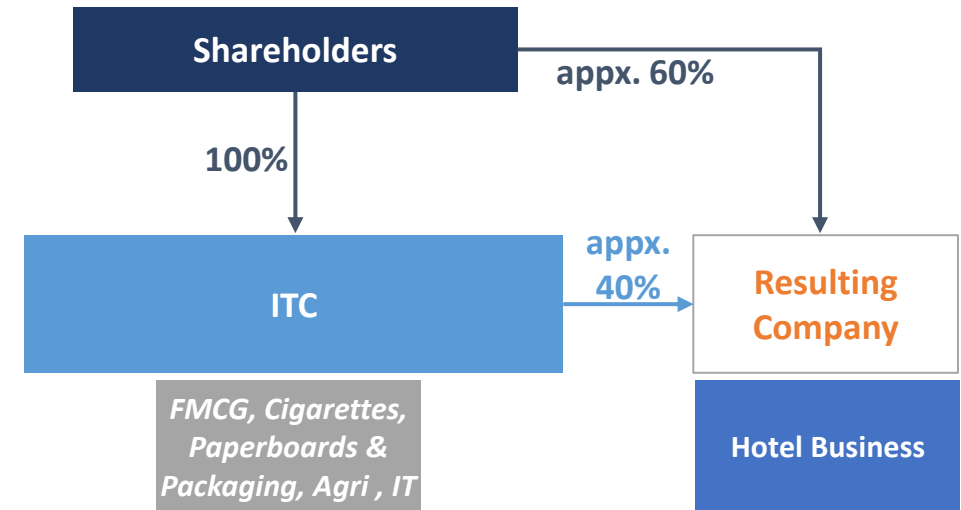 Shareholders
appx. 60%
100%
ITC
appx.
40%
Resulting
Company
FMCG, Cigarettes,
Paperboards &
Packaging, Agri , IT
Hotel Business